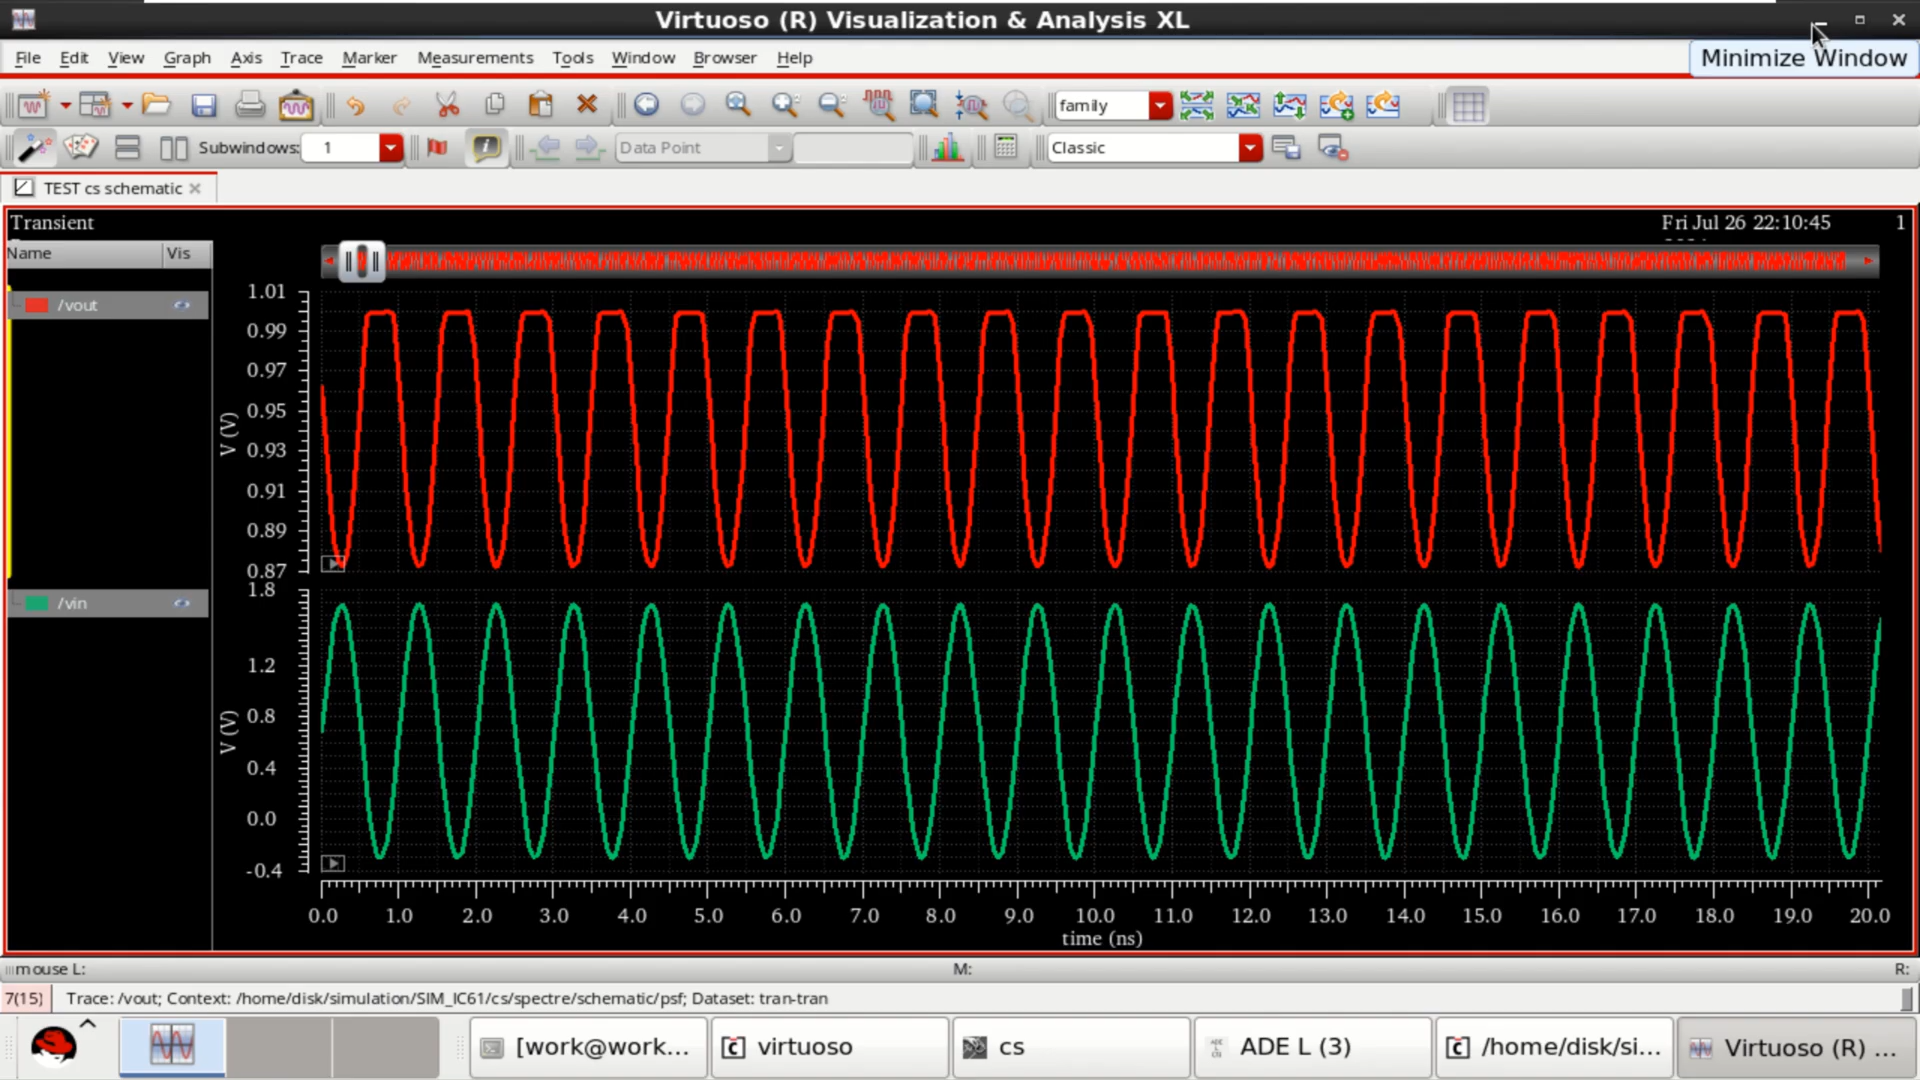 Virtuoso (R) Visualization & Analysis XL
File Edit View Graph Axis Trace Marker Measurements Tools Window Browser Help
Minimize Window
family
Subwindows: 1 Data Point Classic
TEST cs schematic
Transient Fri Jul 26 22:10:45 1
Name Vis
/vout
1.01
0.99
0.97
0.95
0.93
0.91
0.89
0.87
V (V)
/vin
1.8
1.2
0.8
0.4
0.0
-0.4
V (V)
0.0 1.0 2.0 3.0 4.0 5.0 6.0 7.0 8.0 9.0 10.0 11.0 12.0 13.0 14.0 15.0 16.0 17.0 18.0 19.0 20.0
time (ns)
mouse L: M: R:
7(15) Trace: /vout; Context: /home/disk/simulation/SIM_IC61/cs/spectre/schematic/psf; Dataset: tran-tran
[work@work... virtuoso cs ADE L (3) /home/disk/si... Virtuoso (R) ...